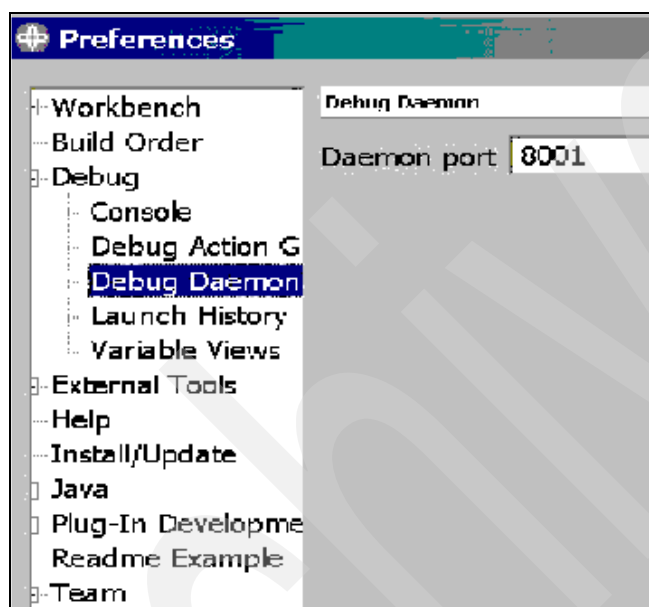 Preferences
Workbench
Build Order
Debug
Console
Debug Action G
Debug Daemon
Launch History
Variable Views
External Tools
Help
Install/Update
Java
Plug-In Developme
Readme Example
Team
Debug Daemon
Daemon port 8001